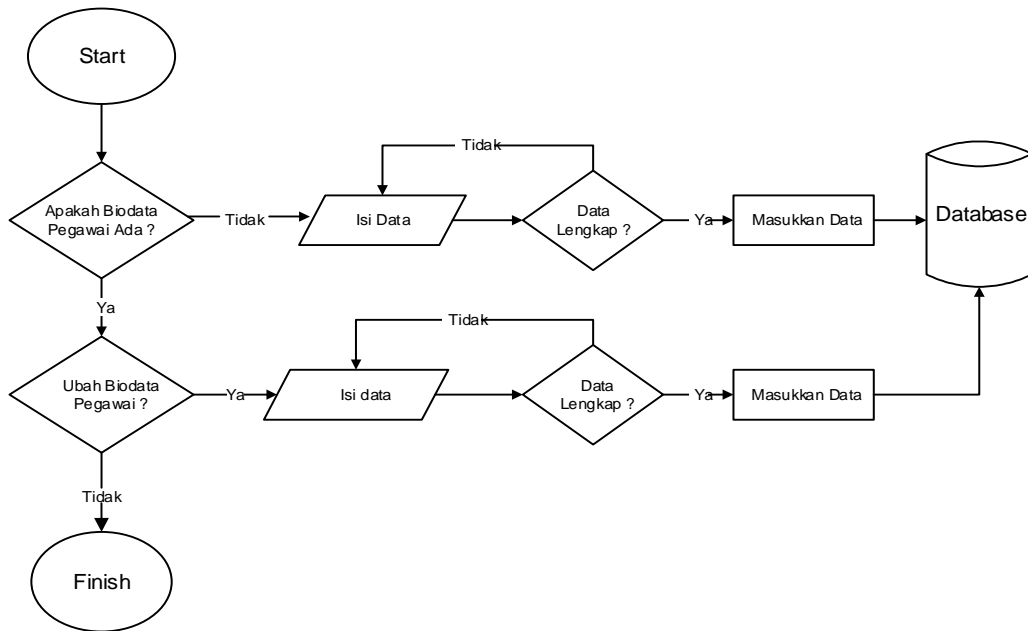 Start
Tidak
Apakah Biodata
Pegawai Ada ?
Tidak
Isi Data
Data
Lengkap ?
Ya
Masukkan Data
Database
Ya
Tidak
Ubah Biodata
Pegawai ?
Ya
Isi data
Data
Lengkap ?
Ya
Masukkan Data
Tidak
Finish